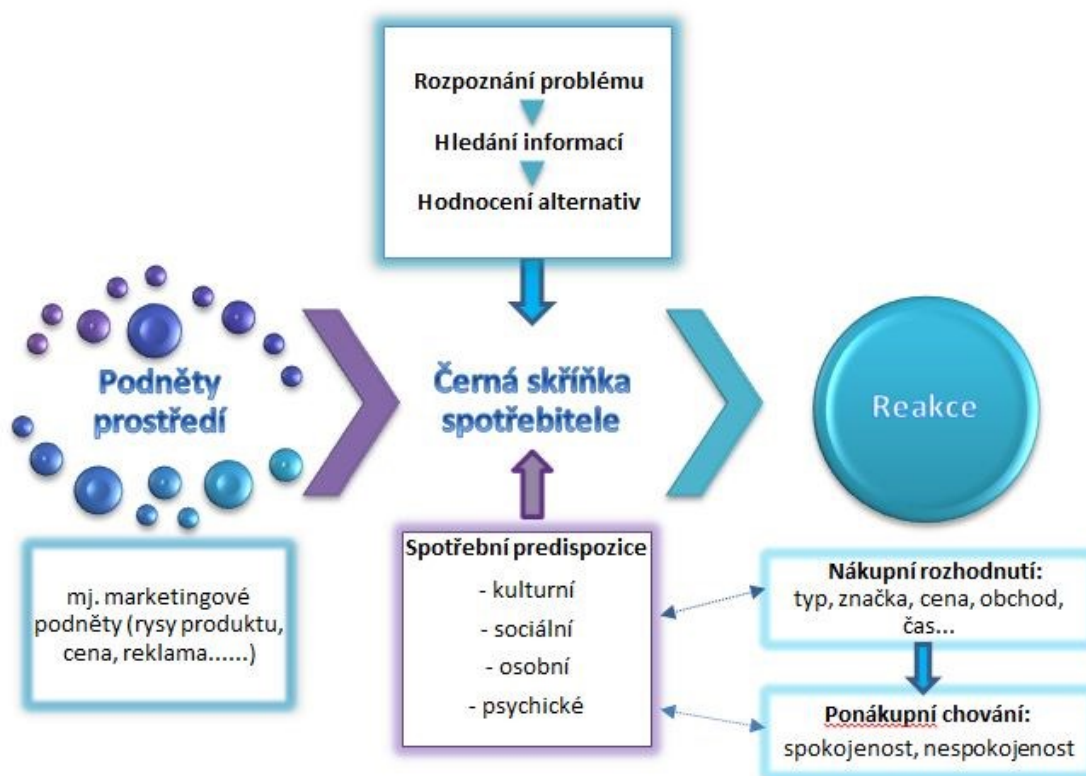 Rozpoznání problému
Hledání informací
Hodnocení alternativ
Podněty
prostředí
Černá skříňka
spotřebitele
Reakce
mj. marketingové
podněty (rysy produktu,
cena, reklama......)
Spotřební predispozice
- kulturní
- sociální
- osobní
- psychické
Nákupní rozhodnutí:
typ, značka, cena, obchod,
čas...
Ponákupní chování:
spokojenost, nespokojenost